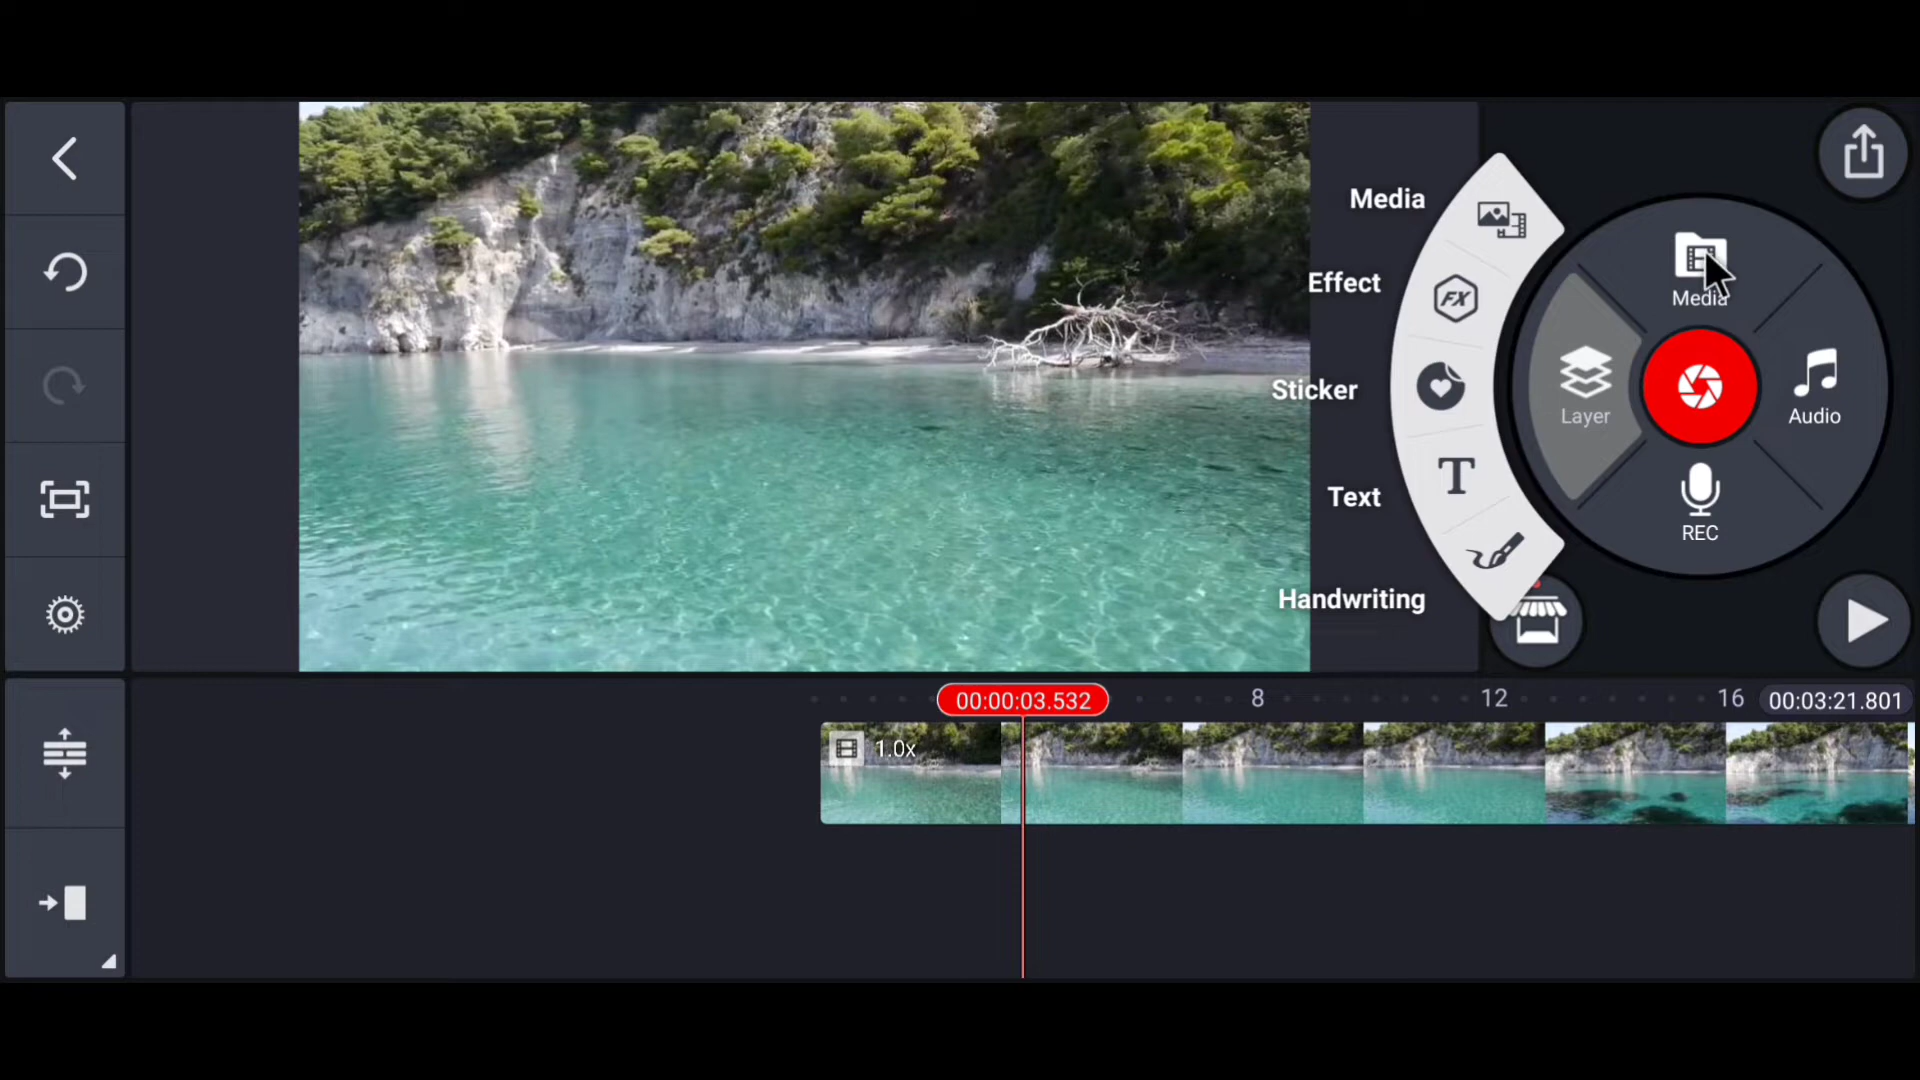 Media
Effect
Sticker
Text
Handwriting
Media
Layer
Audio
REC
FX
T
00:00:03.532
8
12
16
00:03:21.801
1.0x